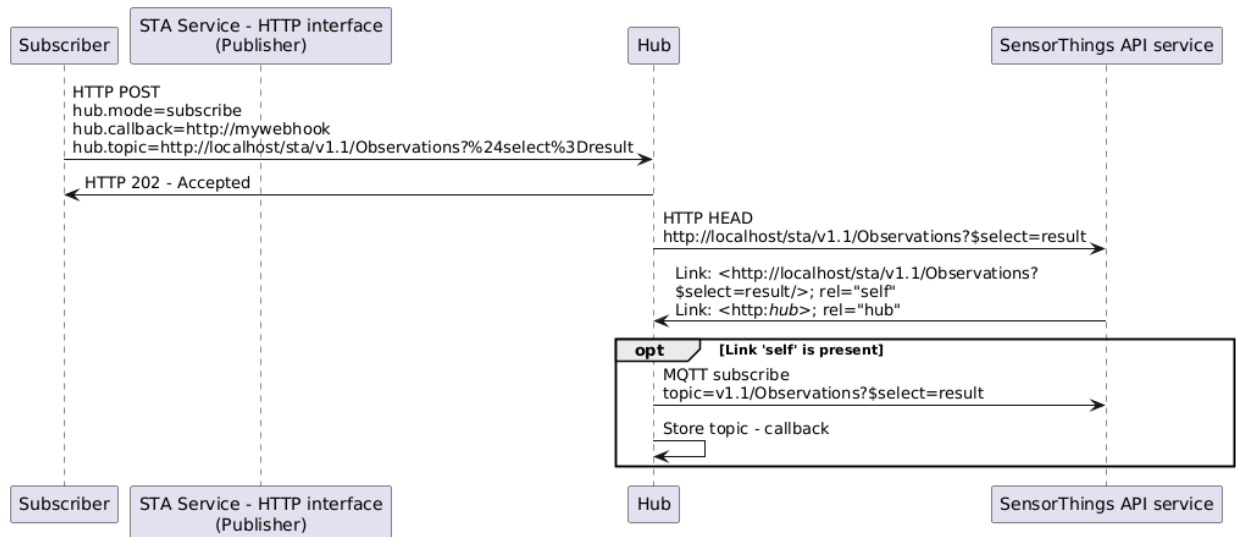 Subscriber
STA Service - HTTP interface
(Publisher)
Hub
SensorThings API service
HTTP POST
hub.mode=subscribe
hub.callback=http://mywebhook
hub.topic=http://localhost/sta/v1.1/Observations?%24select%3Dresult
HTTP 202 - Accepted
HTTP HEAD
http://localhost/sta/v1.1/Observations?$select=result
Link: <http://localhost/sta/v1.1/Observations?
$select=result/>; rel="self"
Link: <http:hub>; rel="hub"
opt
[Link 'self' is present]
MQTT subscribe
topic=v1.1/Observations?$select=result
Store topic - callback
Subscriber
STA Service - HTTP interface
(Publisher)
Hub
SensorThings API service